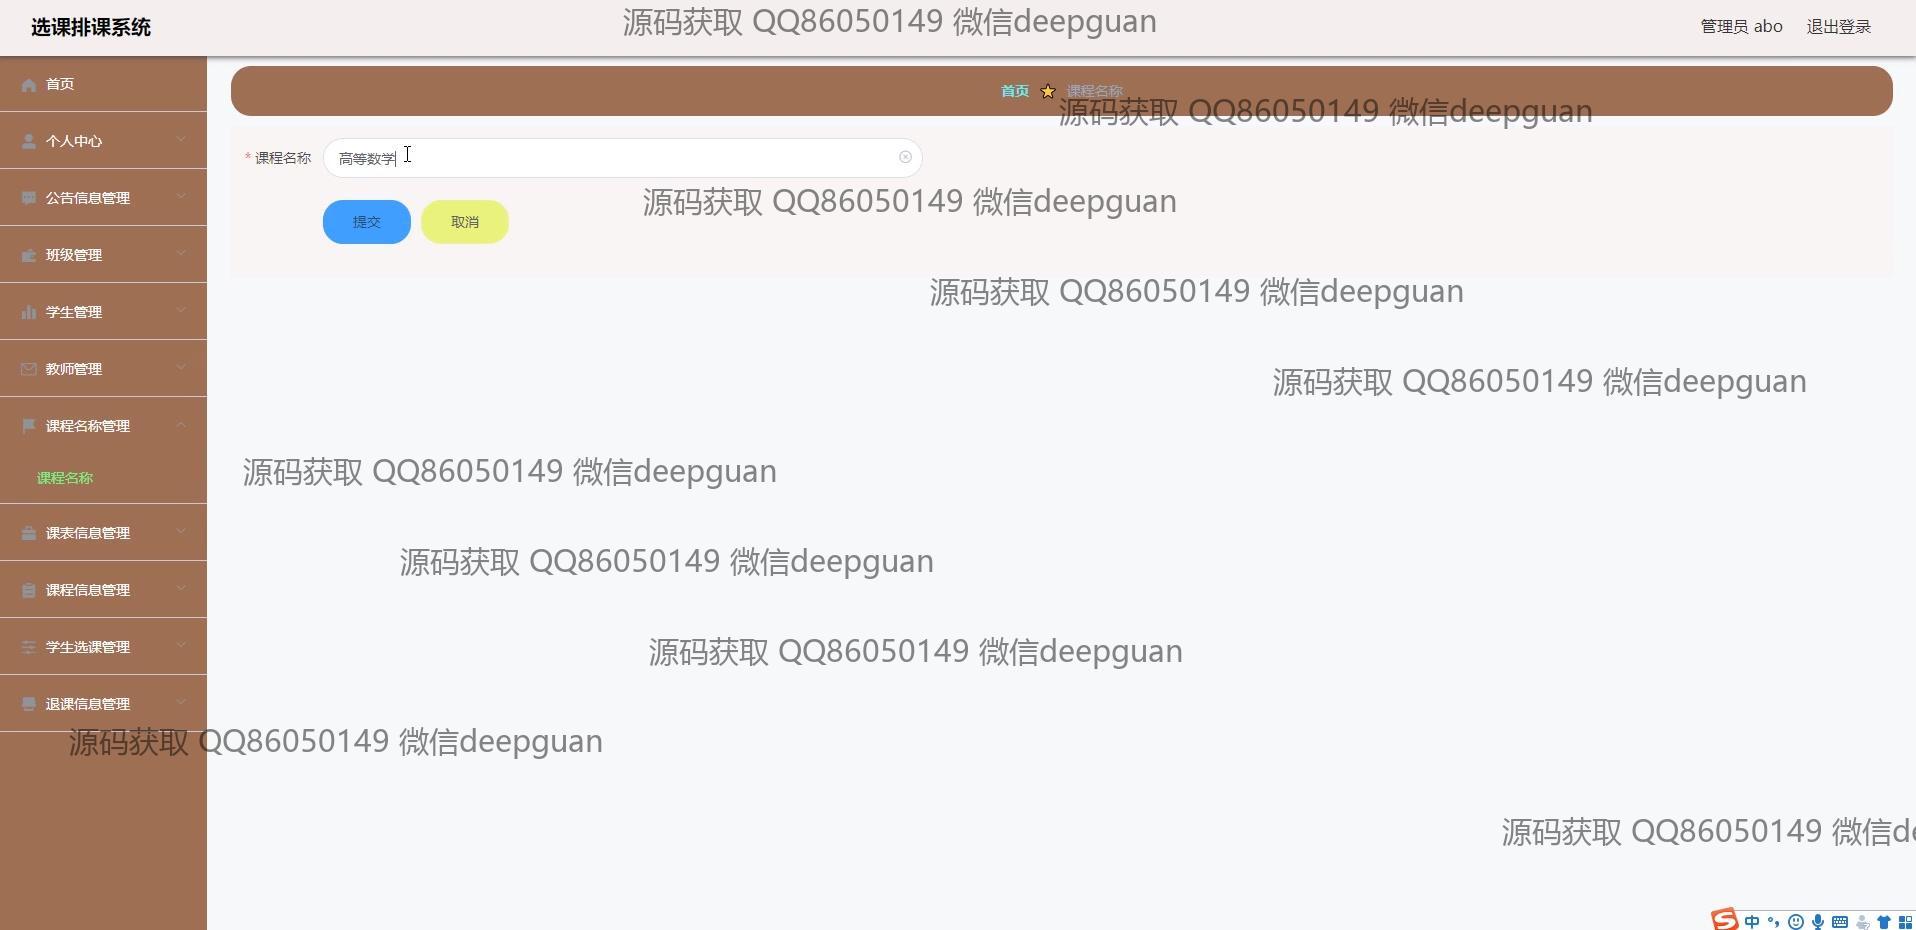 选课排课系统
源码获取 QQ86050149 微信deepguan
管理员 abo
退出登录
首页
首页
课程名称
源码获取 QQ86050149 微信deepguan
个人中心
* 课程名称
高等数学
公告信息管理
源码获取 QQ86050149 微信deepguan
提交
取消
班级管理
源码获取 QQ86050149 微信deepguan
学生管理
教师管理
源码获取 QQ86050149 微信deepguan
课程名称管理
课程名称
源码获取 QQ86050149 微信deepguan
课表信息管理
源码获取 QQ86050149 微信deepguan
课程信息管理
学生选课管理
源码获取 QQ86050149 微信deepguan
退课信息管理
源码获取 QQ86050149 微信deepguan
源码获取 QQ86050149 微信de
中